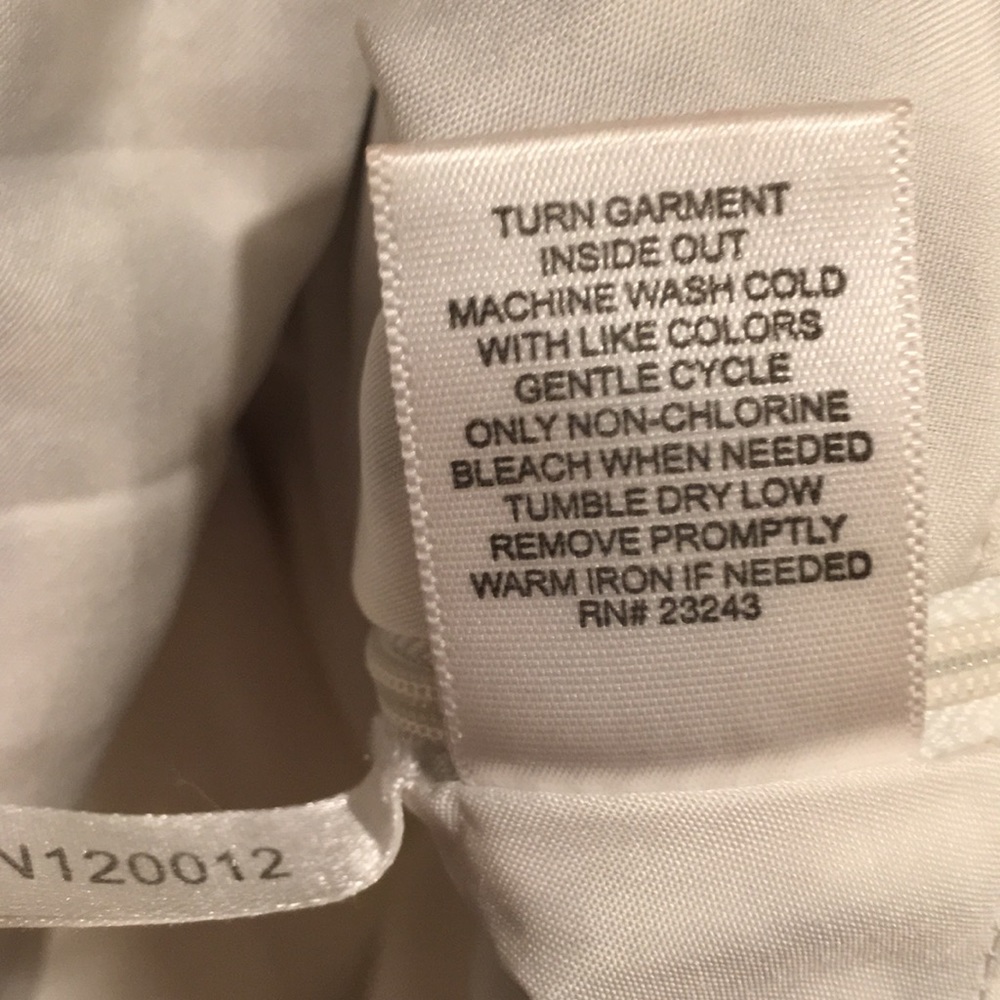 TURN GARMENT
INSIDE OUT
MACHINE WASH COLD
WITH LIKE COLORS
GENTLE CYCLE
ONLY NON-CHLORINE
BLEACH WHEN NEEDED
TUMBLE DRY LOW
REMOVE PROMPTLY
WARM IRON IF NEEDED
RN# 23243
V120012